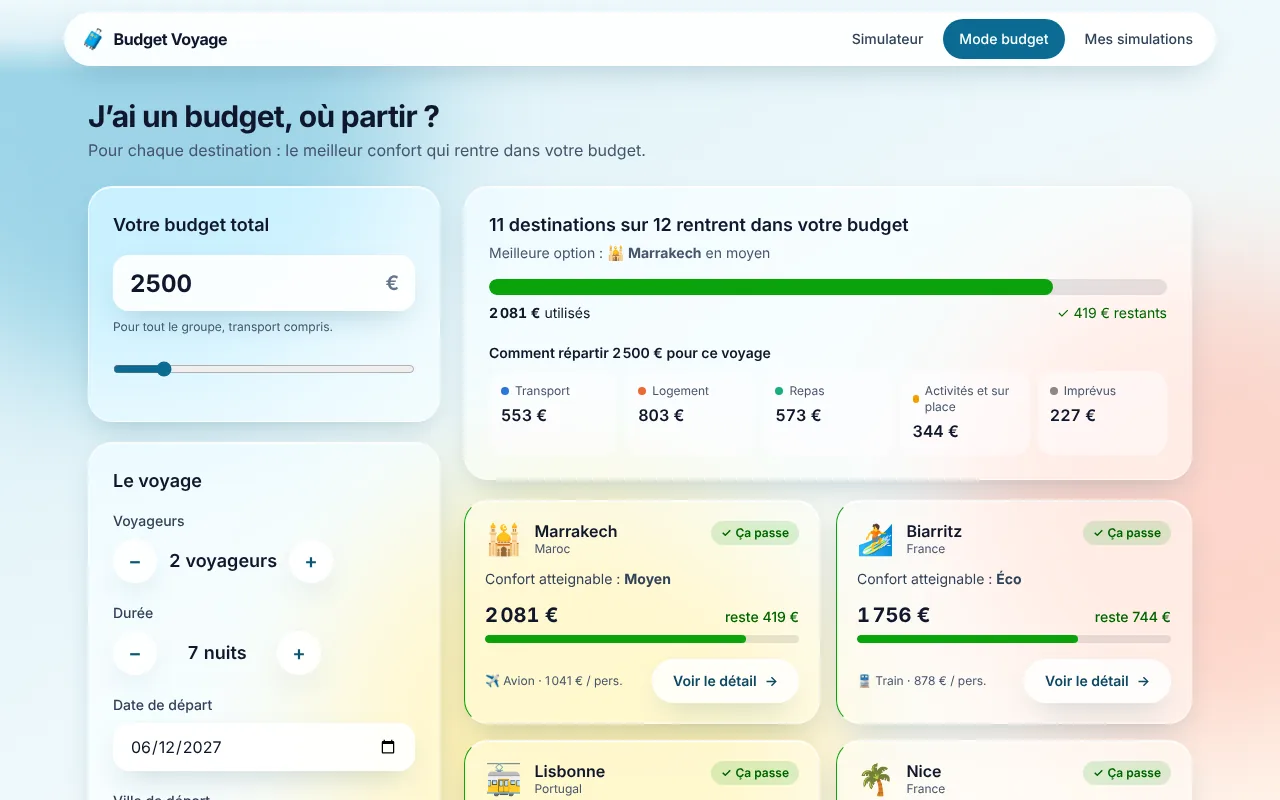 Budget Voyage
Simulateur
Mode budget
Mes simulations
J’ai un budget, où partir ?
Pour chaque destination : le meilleur confort qui rentre dans votre budget.
Votre budget total
2500 €
Pour tout le groupe, transport compris.
Le voyage
Voyageurs
− 2 voyageurs +
Durée
− 7 nuits +
Date de départ
06/12/2027
Ville de départ
11 destinations sur 12 rentrent dans votre budget
Meilleure option : Marrakech en moyen
2 081 € utilisés
✓ 419 € restants
Comment répartir 2 500 € pour ce voyage
Transport
553 €
Logement
803 €
Repas
573 €
Activités et sur
place
344 €
Imprévus
227 €
Marrakech
Maroc
✓ Ça passe
Confort atteignable : Moyen
2 081 €
reste 419 €
Avion · 1 041 € / pers.
Voir le détail →
Biarritz
France
✓ Ça passe
Confort atteignable : Éco
1 756 €
reste 744 €
Train · 878 € / pers.
Voir le détail →
Lisbonne
Portugal
✓ Ça passe
Nice
France
✓ Ça passe